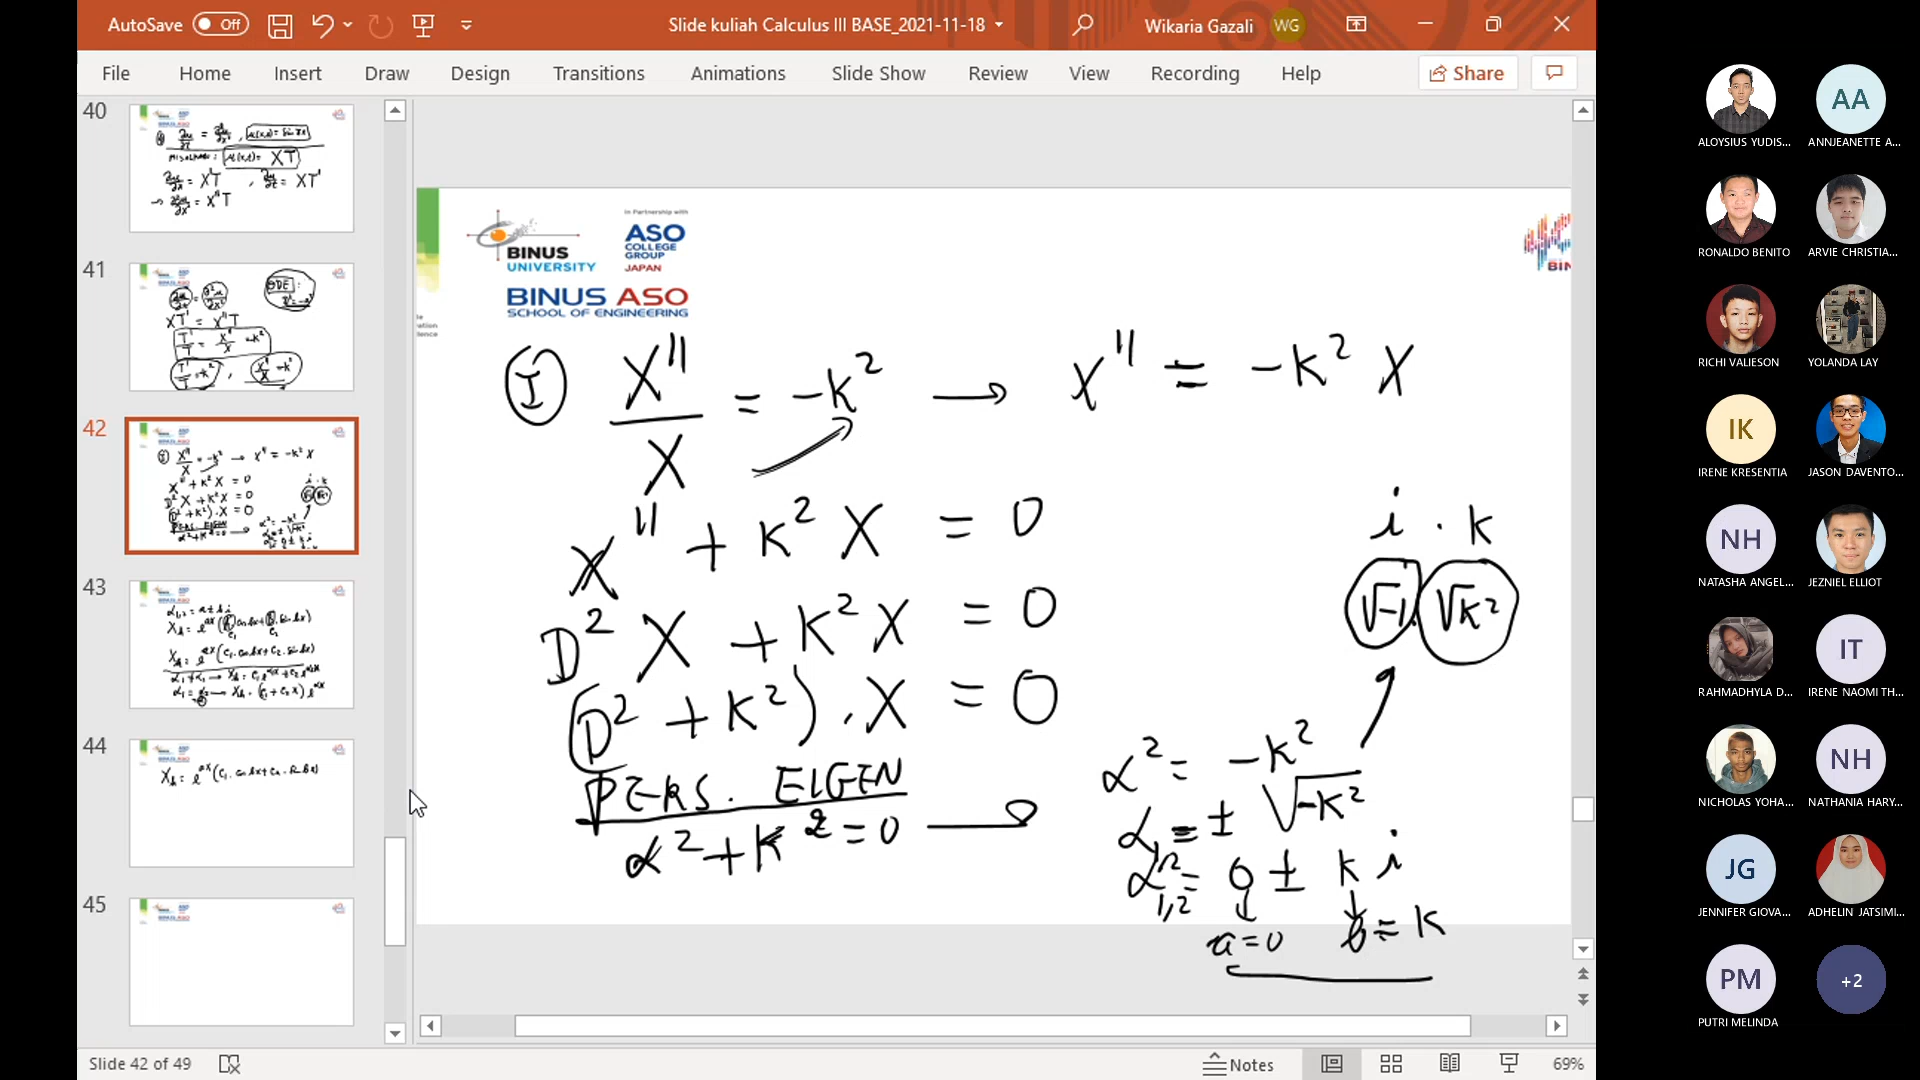 AutoSave Off
Slide kuliah Calculus III BASE_2021-11-18
Wikaria Gazali WG
File Home Insert Draw Design Transitions Animations Slide Show Review View Recording Help Share
40
41
42
43
44
45
In Partnership with
BINUS UNIVERSITY
ASO COLLEGE GROUP JAPAN
BINUS ASO
SCHOOL OF ENGINEERING
BIN
I X''/X = -K² → X'' = -K² X
X'' + K² X = 0
D² X + K² X = 0
(D² + K²) . X = 0
PERS. EIGEN
α² + K² = 0 →
i . K
√-1 . √K²
α² = -K²
α₁,₂ = ± √-K²
α₁,₂ = 0 ± K i
a = 0 b = K
Slide 42 of 49
Notes
69%
ALOYSIUS YUDIS...
AA
ANNJEANETTE A...
RONALDO BENITO
ARVIE CHRISTIA...
RICHI VALIESON
YOLANDA LAY
IK
IRENE KRESENTIA
JASON DAVENTO...
NH
NATASHA ANGEL...
JEZNIEL ELLIOT
RAHMADHYLA D...
IT
IRENE NAOMI TH...
NICHOLAS YOHA...
NH
NATHANIA HARY...
JG
JENNIFER GIOVA...
ADHELIN JATSIMI...
PM
PUTRI MELINDA
+2